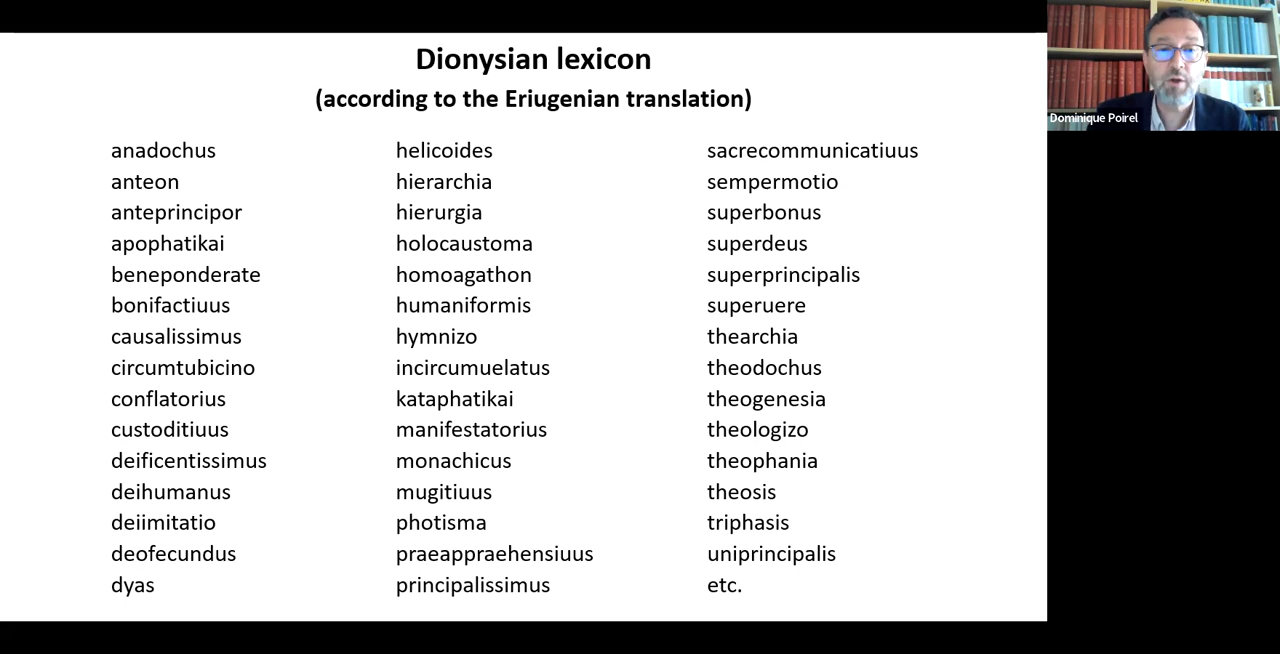 Dionysian lexicon
(according to the Eriugenian translation)
anadochus
anteon
anteprincipor
apophatikai
beneponderate
bonifactiuus
causalissimus
circumtubicino
conflatorius
custoditiuus
deificentissimus
deihumanus
deiimitatio
deofecundus
dyas
helicoides
hierarchia
hierurgia
holocaustoma
homoagathon
humaniformis
hymnizo
incircumuelatus
kataphatikai
manifestatorius
monachicus
mugitiuus
photisma
praeappraehensiuus
principalissimus
sacrecommunicatiuus
sempermotio
superbonus
superdeus
superprincipalis
superuere
thearchia
theodochus
theogenesia
theologizo
theophania
theosis
triphasis
uniprincipalis
etc.
Dominique Poirel